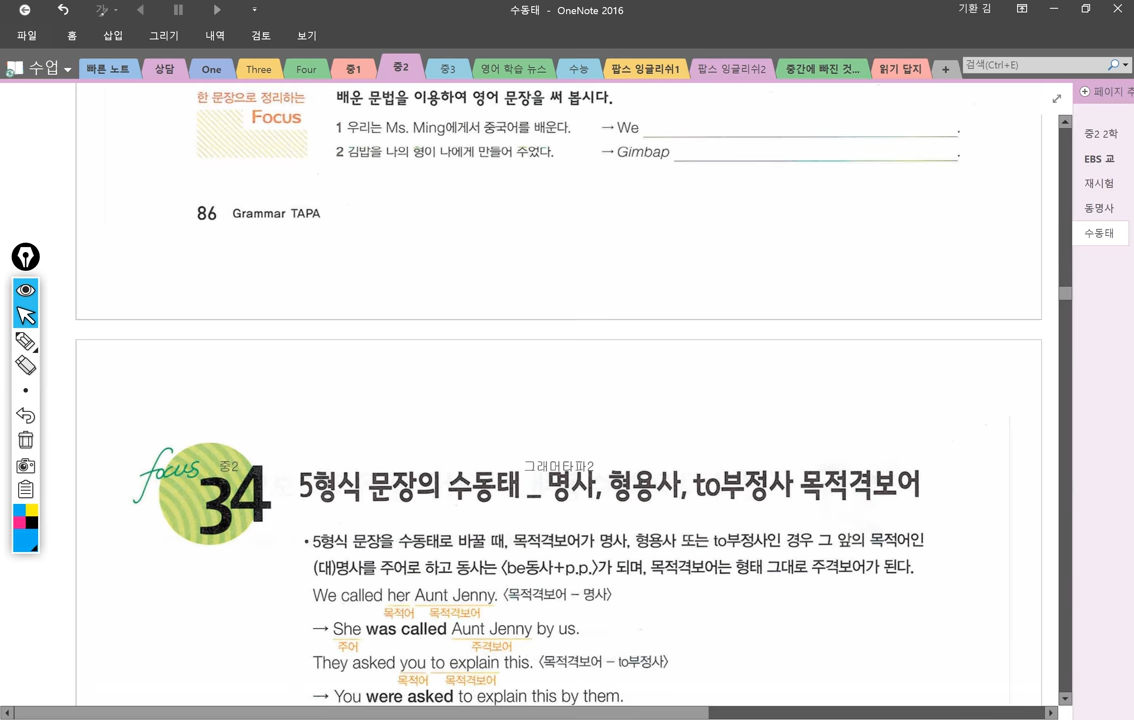 수동태 - OneNote 2016
기환 김
파일 홈 삽입 그리기 내역 검토 보기
수업 빠른 노트 상담 One Three Four 중1 중2 중3 영어 학습 뉴스 수능 팝스 잉글리쉬1 팝스 잉글리쉬2 중간에 빠진 것... 읽기 답지 + 검색(Ctrl+E)
페이지 추
중2 2학
EBS 교
재시험
동명사
수동태
한 문장으로 정리하는
Focus
배운 문법을 이용하여 영어 문장을 써 봅시다.
1 우리는 Ms. Ming에게서 중국어를 배운다. → We .
2 김밥을 나의 형이 나에게 만들어 주었다. → Gimbap .
86 Grammar TAPA
중2 그래머타파2
focus 34
5형식 문장의 수동태 _ 명사, 형용사, to부정사 목적격보어
• 5형식 문장을 수동태로 바꿀 때, 목적격보어가 명사, 형용사 또는 to부정사인 경우 그 앞의 목적어인
(대)명사를 주어로 하고 동사는 <be동사+p.p.>가 되며, 목적격보어는 형태 그대로 주격보어가 된다.
We called her Aunt Jenny. <목적격보어 – 명사>
목적어 목적격보어
→ She was called Aunt Jenny by us.
주어 주격보어
They asked you to explain this. <목적격보어 – to부정사>
목적어 목적격보어
→ You were asked to explain this by them.